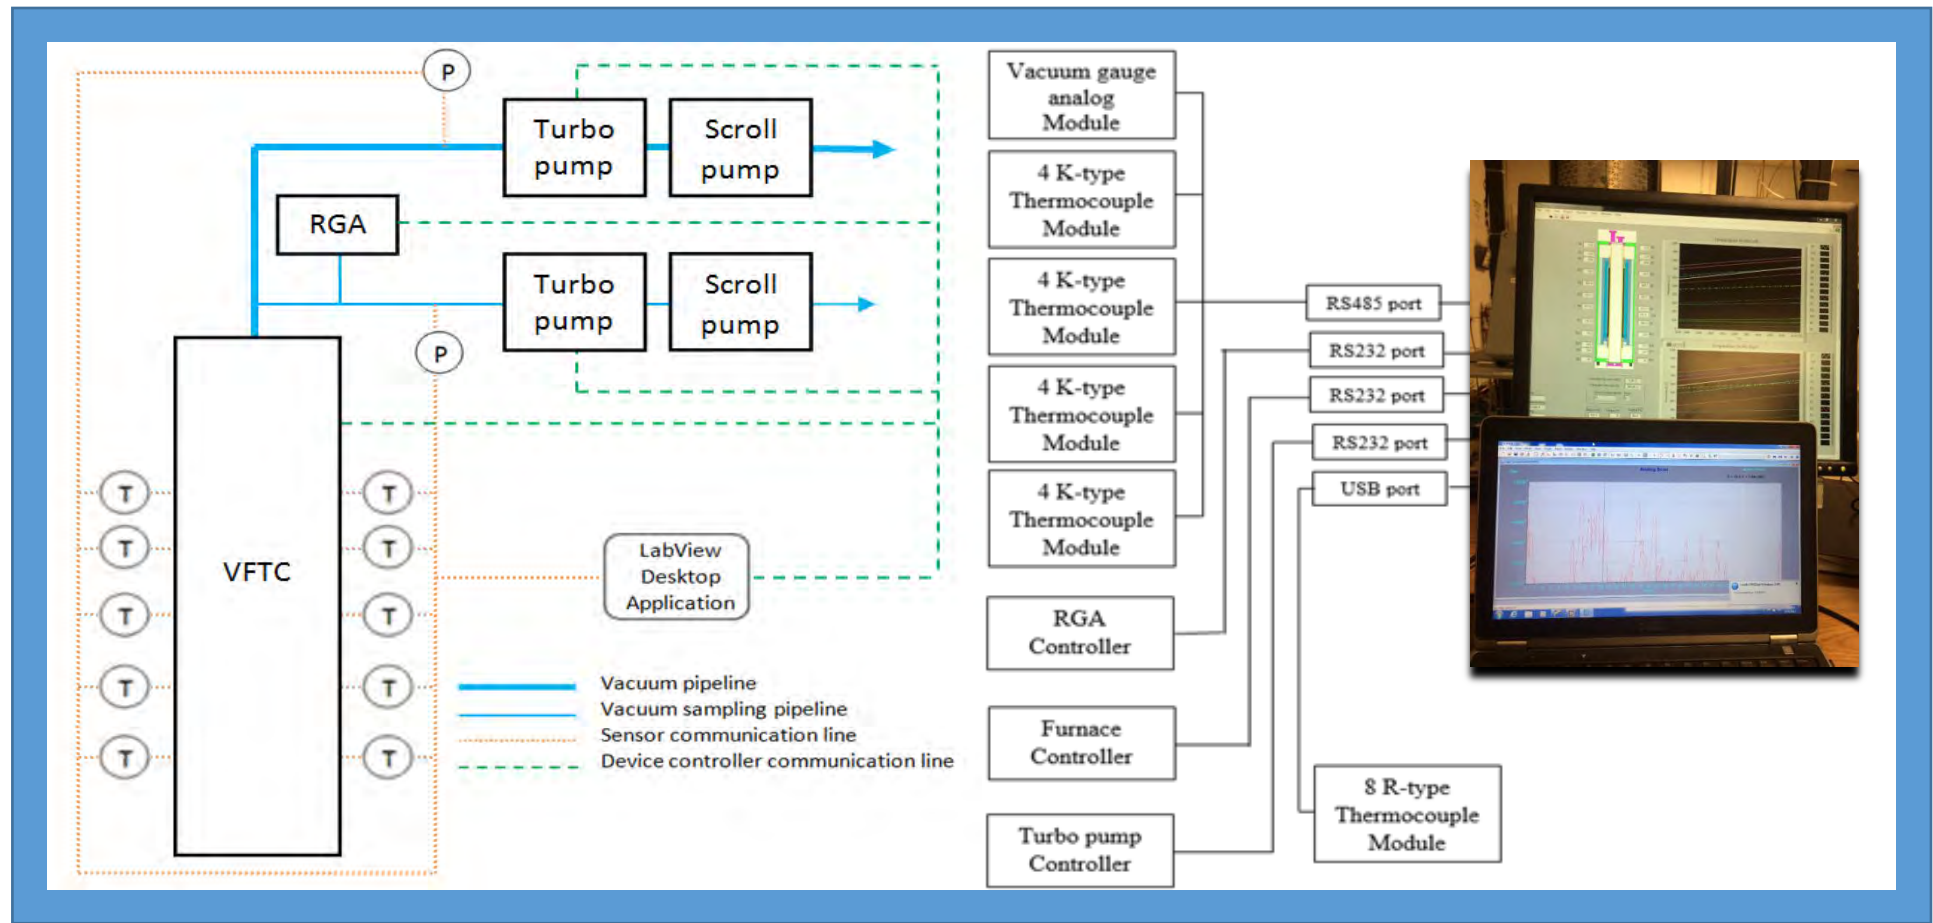 P
Turbo
pump
Scroll
pump
RGA
Turbo
pump
Scroll
pump
P
VFTC
T
T
T
T
T
T
T
T
T
T
LabView
Desktop
Application
Vacuum pipeline
Vacuum sampling pipeline
Sensor communication line
Device controller communication line
Vacuum gauge
analog
Module
4 K-type
Thermocouple
Module
4 K-type
Thermocouple
Module
4 K-type
Thermocouple
Module
4 K-type
Thermocouple
Module
RGA
Controller
Furnace
Controller
Turbo pump
Controller
RS485 port
RS232 port
RS232 port
RS232 port
USB port
8 R-type
Thermocouple
Module